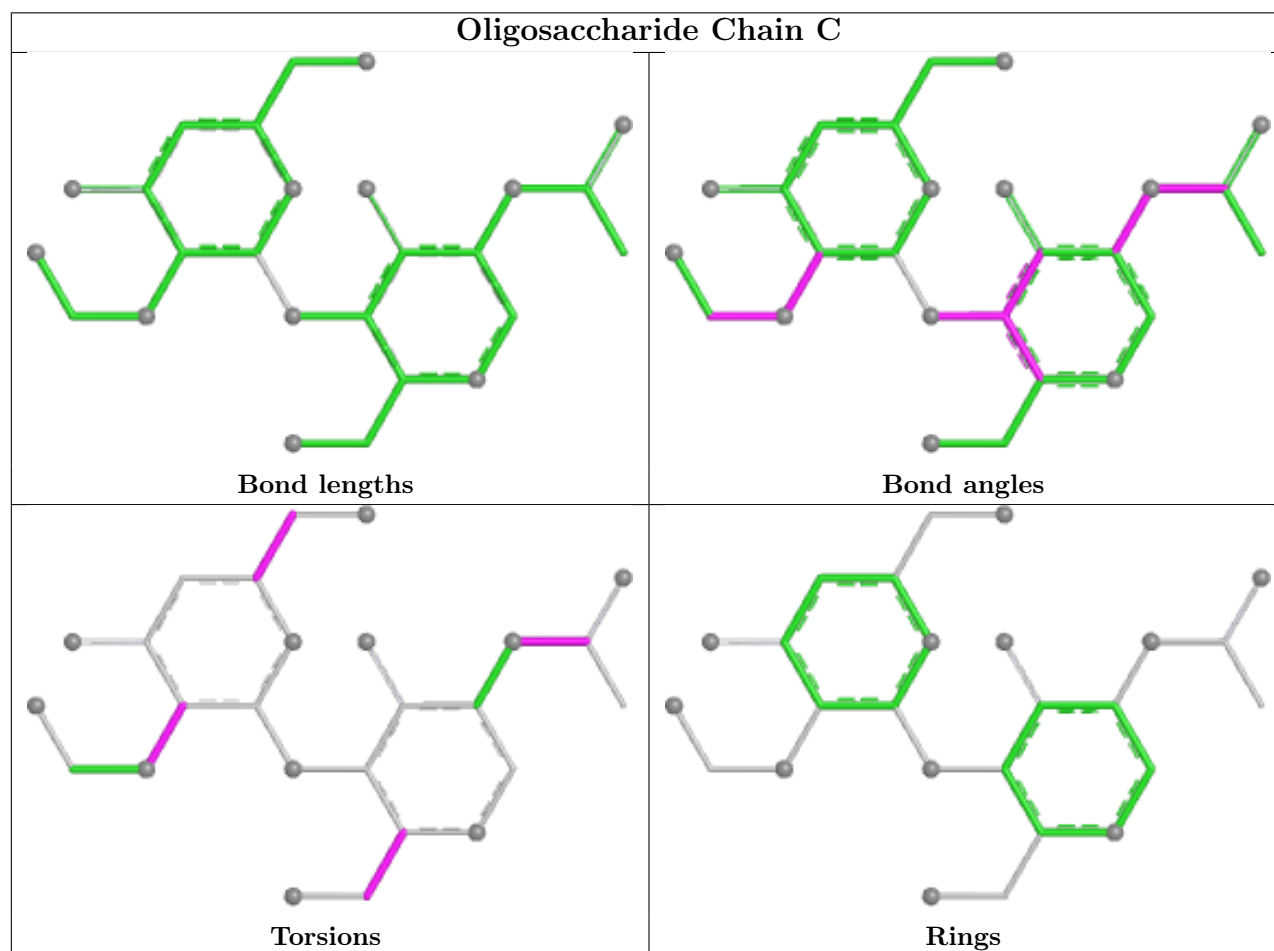 Oligosaccharide Chain C
Bond lengths
Bond angles
Torsions
Rings